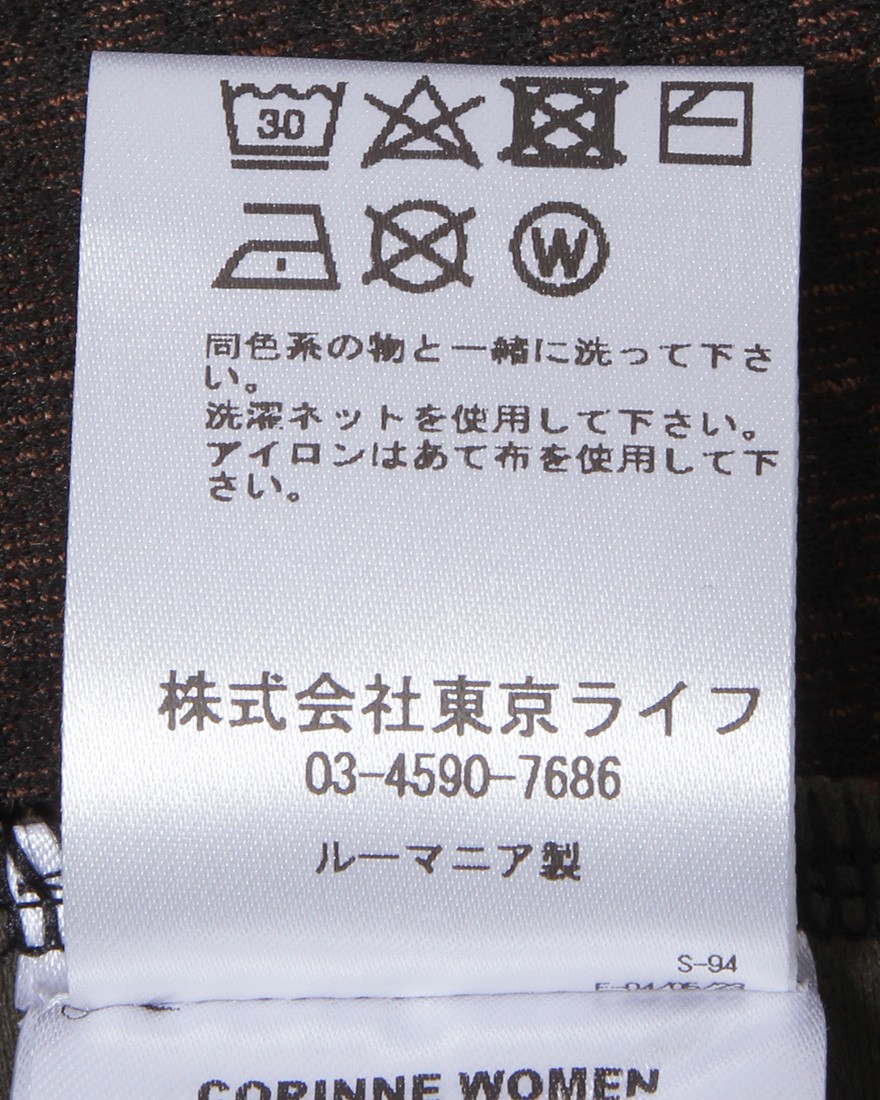 30
W
同色系の物と一緒に洗って下さ
い。
洗濯ネットを使用して下さい。
アイロンはあて布を使用して下
さい。
株式会社東京ライフ
03-4590-7686
ルーマニア製
S-94
CORINNE WOMEN